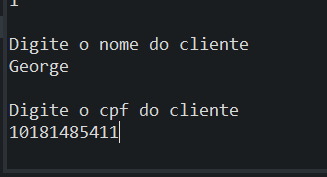 Digite o nome do cliente
George
Digite o cpf do cliente
10181485411